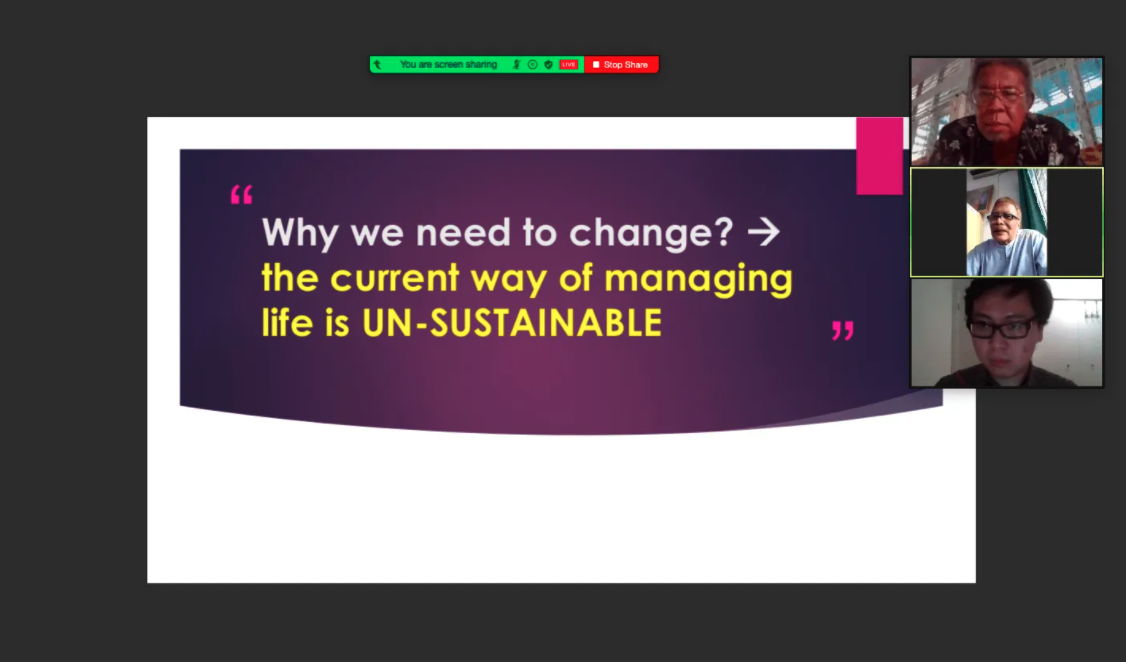 You are screen sharing LIVE Stop Share
“
Why we need to change? →
the current way of managing
life is UN-SUSTAINABLE
”